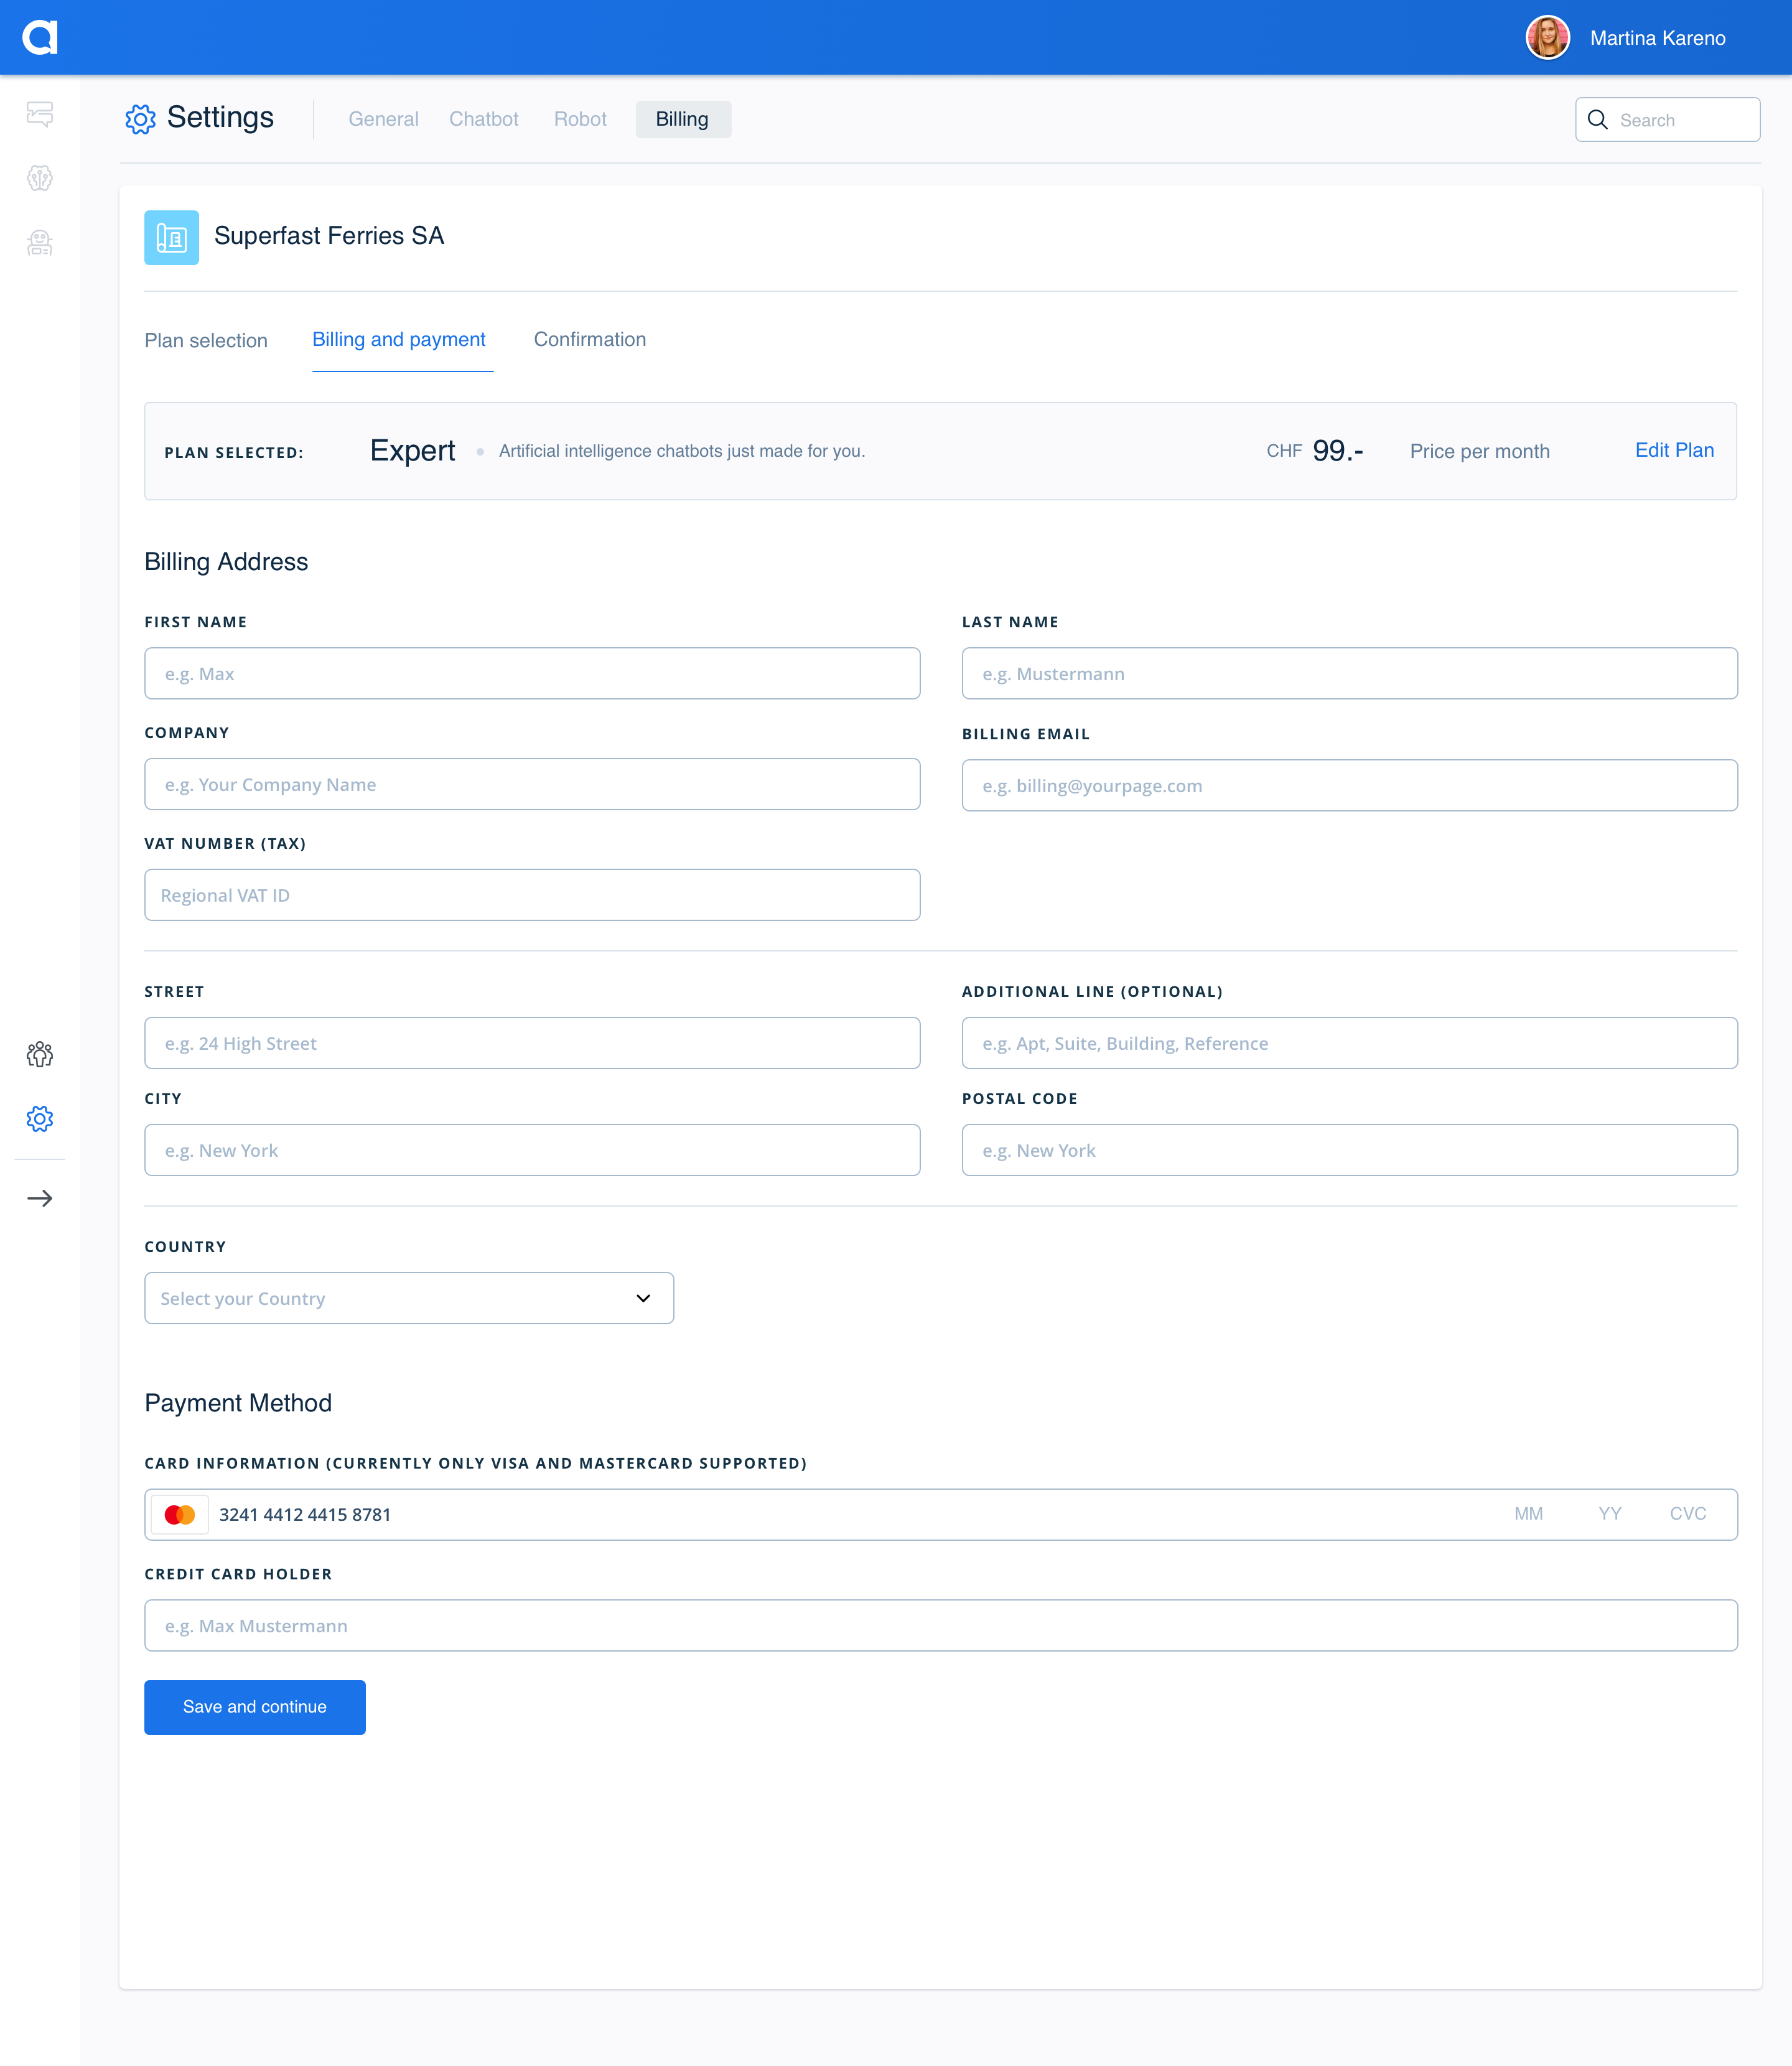 a
Martina Kareno
Settings
General
Chatbot
Robot
Billing
Search
Superfast Ferries SA
Plan selection
Billing and payment
Confirmation
PLAN SELECTED:
Expert
Artificial intelligence chatbots just made for you.
CHF 99.-
Price per month
Edit Plan
Billing Address
FIRST NAME
LAST NAME
e.g. Max
e.g. Mustermann
COMPANY
BILLING EMAIL
e.g. Your Company Name
e.g. billing@yourpage.com
VAT NUMBER (TAX)
Regional VAT ID
STREET
ADDITIONAL LINE (OPTIONAL)
e.g. 24 High Street
e.g. Apt, Suite, Building, Reference
CITY
POSTAL CODE
e.g. New York
e.g. New York
COUNTRY
Select your Country
Payment Method
CARD INFORMATION (CURRENTLY ONLY VISA AND MASTERCARD SUPPORTED)
3241 4412 4415 8781
MM
YY
CVC
CREDIT CARD HOLDER
e.g. Max Mustermann
Save and continue